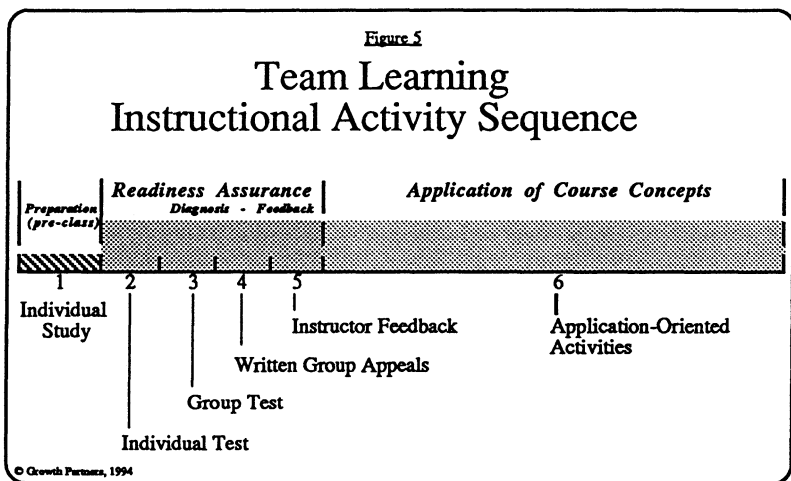 Figure 5
Team Learning
Instructional Activity Sequence
Readiness Assurance
Application of Course Concepts
Preparation
(pre-class)
Diagnosis - Feedback
1 2 3 4 5 6
Individual
Study
Instructor Feedback
Application-Oriented
Activities
Written Group Appeals
Group Test
Individual Test
© Growth Partners, 1994